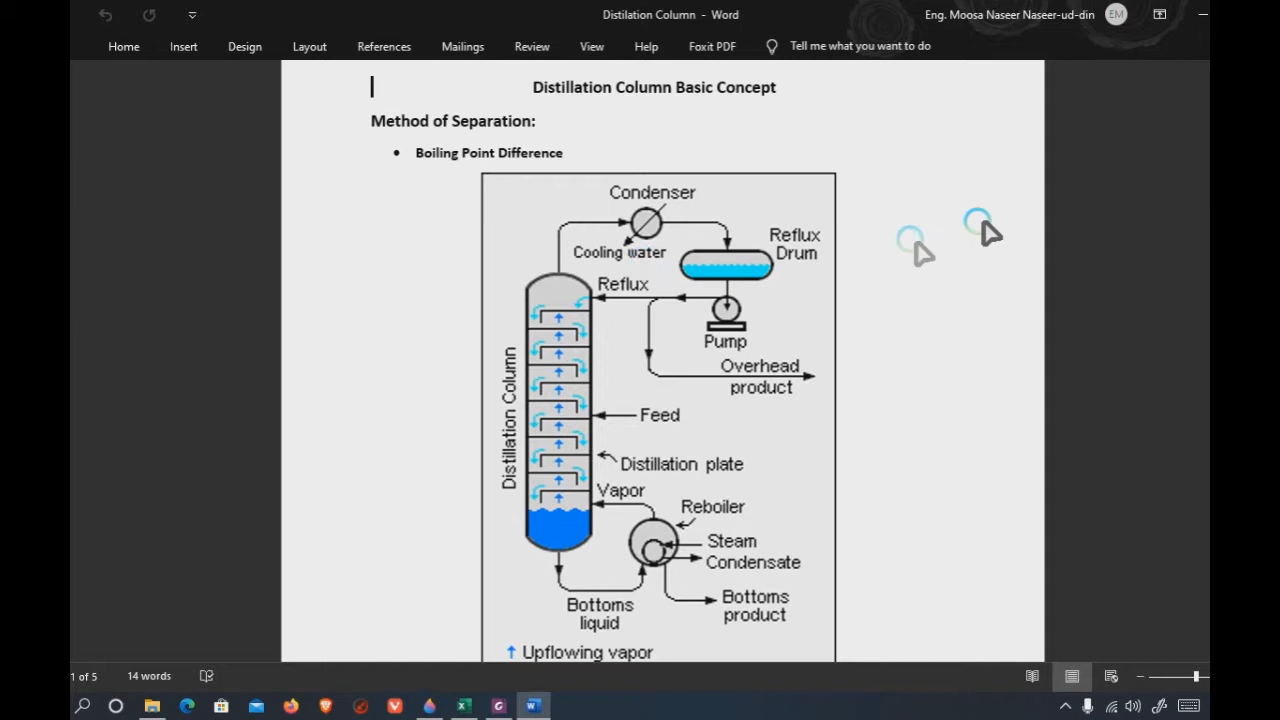 Distilation Column - Word
Eng. Moosa Naseer Naseer-ud-din EM
Home Insert Design Layout References Mailings Review View Help Foxit PDF Tell me what you want to do
Distillation Column Basic Concept
Method of Separation:
• Boiling Point Difference
Condenser
Cooling water
Reflux
Drum
Reflux
Pump
Overhead
product
Distillation Column
Feed
Distillation plate
Vapor
Reboiler
Steam
Condensate
Bottoms
product
Bottoms
liquid
Upflowing vapor
1 of 5 14 words